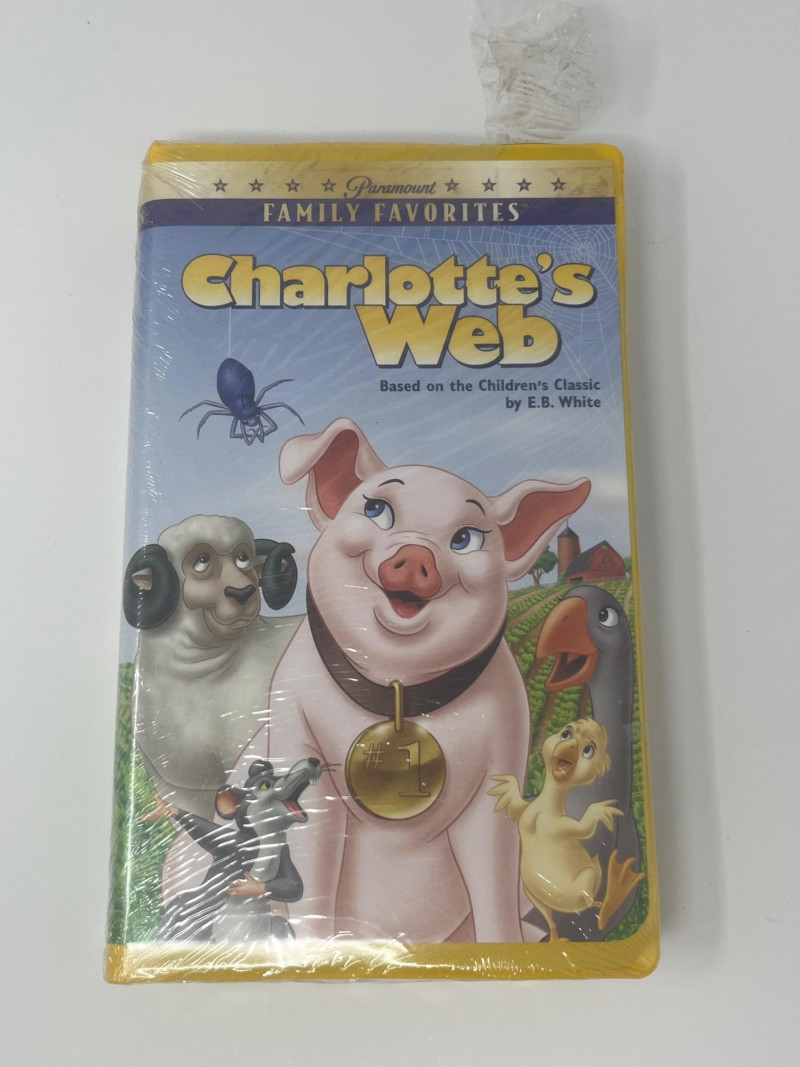 Paramount
FAMILY FAVORITES
Charlotte's
Web
Based on the Children's Classic
by E.B. White
#1